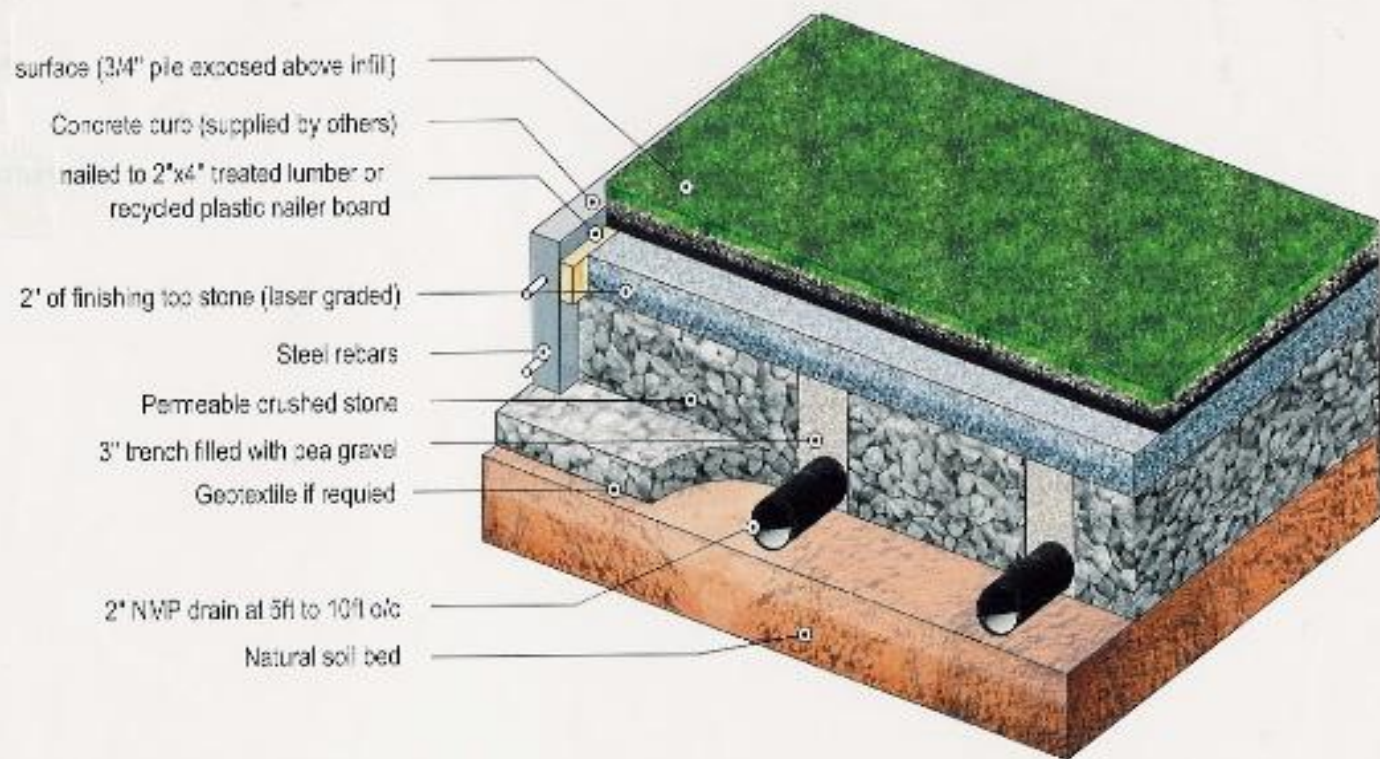 surface (3/4" pile exposed above infill)
Concrete curb (supplied by others)
nailed to 2"x4" treated lumber or
recycled plastic nailer board
2" of finishing top stone (laser graded)
Steel rebars
Permeable crushed stone
3" trench filled with pea gravel
Geotextile if requied
2" NMP drain at 5ft to 10ft o/c
Natural soil bed